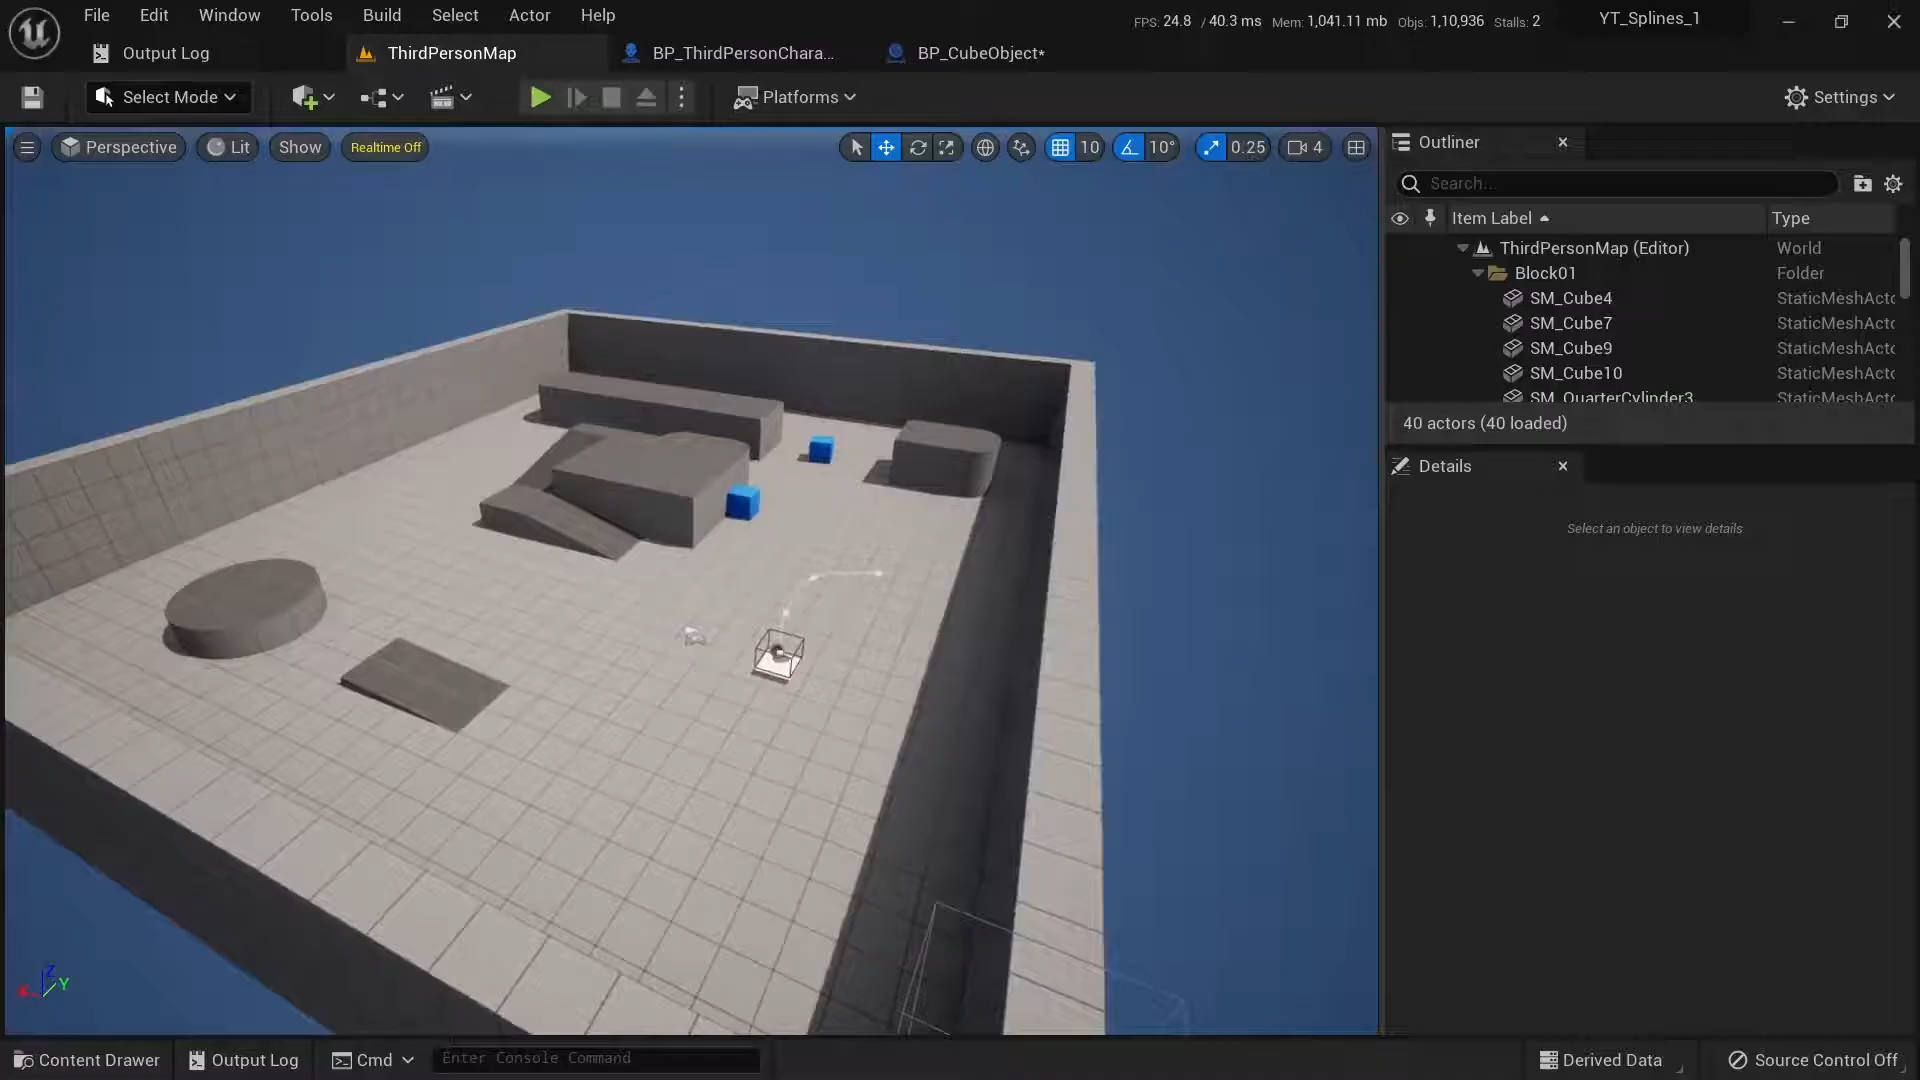 File Edit Window Tools Build Select Actor Help
FPS: 24.8 / 40.3 ms Mem: 1,041.11 mb Objs: 1,10,936 Stalls: 2 YT_Splines_1
Output Log ThirdPersonMap BP_ThirdPersonChara... BP_CubeObject*
Select Mode Platforms Settings
Perspective Lit Show Realtime Off 10 10° 0.25 4
Outliner
Search...
Item Label Type
ThirdPersonMap (Editor) World
Block01 Folder
SM_Cube4 StaticMeshActo
SM_Cube7 StaticMeshActo
SM_Cube9 StaticMeshActo
SM_Cube10 StaticMeshActo
SM_QuarterCylinder3 StaticMeshActo
40 actors (40 loaded)
Details
Select an object to view details
Z
X Y
Content Drawer Output Log Cmd Enter Console Command Derived Data Source Control Off